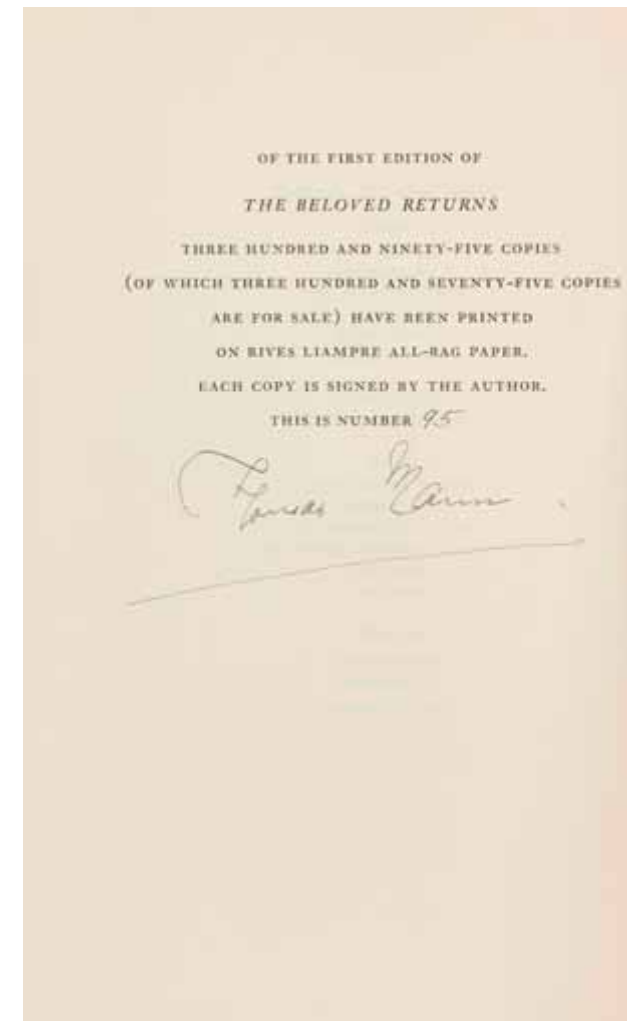 OF THE FIRST EDITION OF
THE BELOVED RETURNS
THREE HUNDRED AND NINETY-FIVE COPIES
(OF WHICH THREE HUNDRED AND SEVENTY-FIVE COPIES
ARE FOR SALE) HAVE BEEN PRINTED
ON RIVES LIAMPRE ALL-RAG PAPER.
EACH COPY IS SIGNED BY THE AUTHOR.
THIS IS NUMBER 95
Thomas Mann.